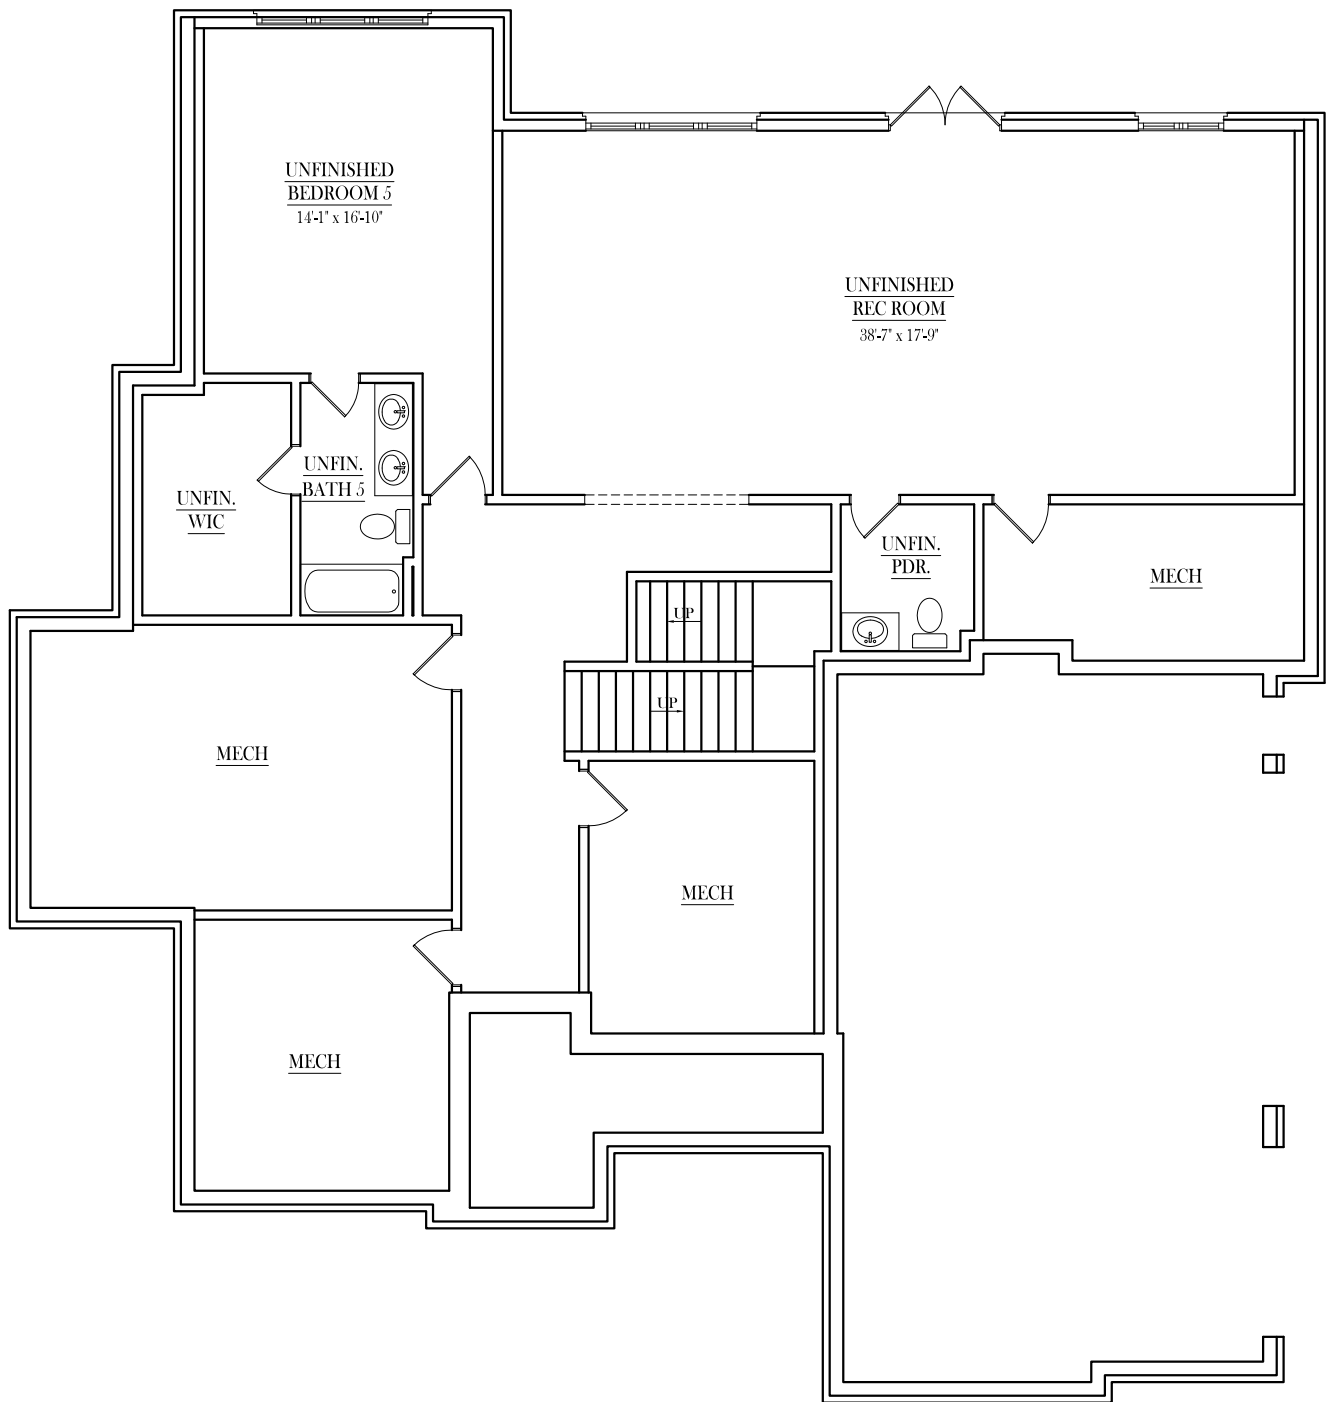 UNFINISHED
BEDROOM 5
14'-1" x 16'-10"
UNFINISHED
REC ROOM
38'-7" x 17'-9"
UNFIN.
BATH 5
UNFIN.
WIC
UNFIN.
PDR.
MECH
UP
UP
MECH
MECH
MECH